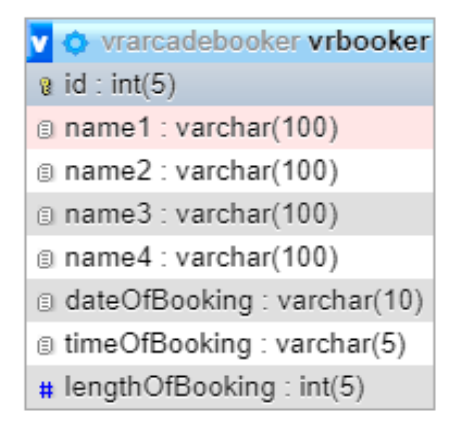 v vrarcadebooker vrbooker
id : int(5)
name1 : varchar(100)
name2 : varchar(100)
name3 : varchar(100)
name4 : varchar(100)
dateOfBooking : varchar(10)
timeOfBooking : varchar(5)
# lengthOfBooking : int(5)